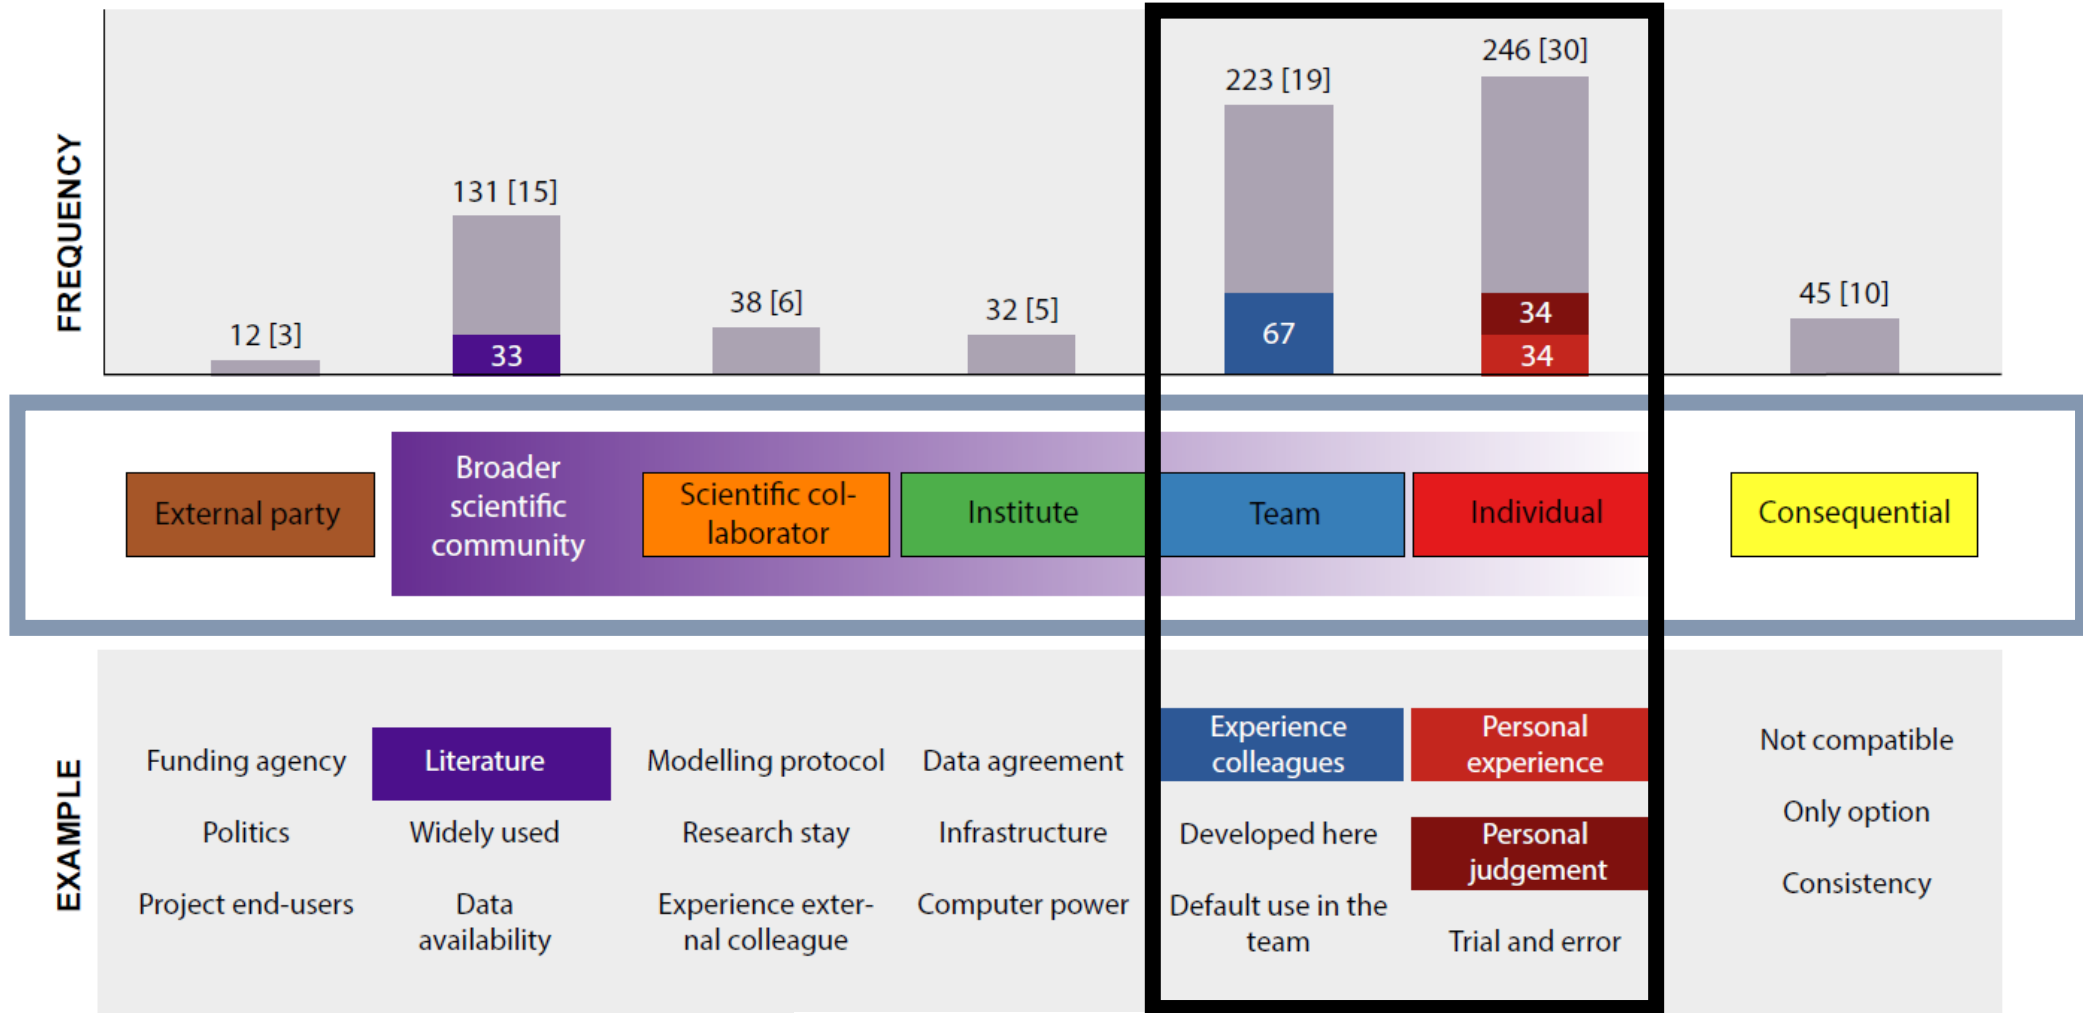 FREQUENCY
12 [3]
131 [15]
33
38 [6]
32 [5]
223 [19]
67
246 [30]
34
34
45 [10]
External party
Broader
scientific
community
Scientific col-
laborator
Institute
Team
Individual
Consequential
EXAMPLE
Funding agency
Politics
Project end-users
Literature
Widely used
Data
availability
Modelling protocol
Research stay
Experience exter-
nal colleague
Data agreement
Infrastructure
Computer power
Experience
colleagues
Developed here
Default use in the
team
Personal
experience
Personal
judgement
Trial and error
Not compatible
Only option
Consistency